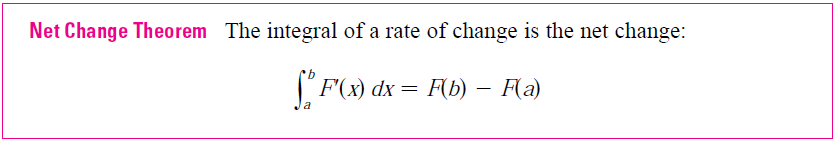 Net Change Theorem The integral of a rate of change is the net change:
∫_a^b F′(x) dx = F(b) − F(a)